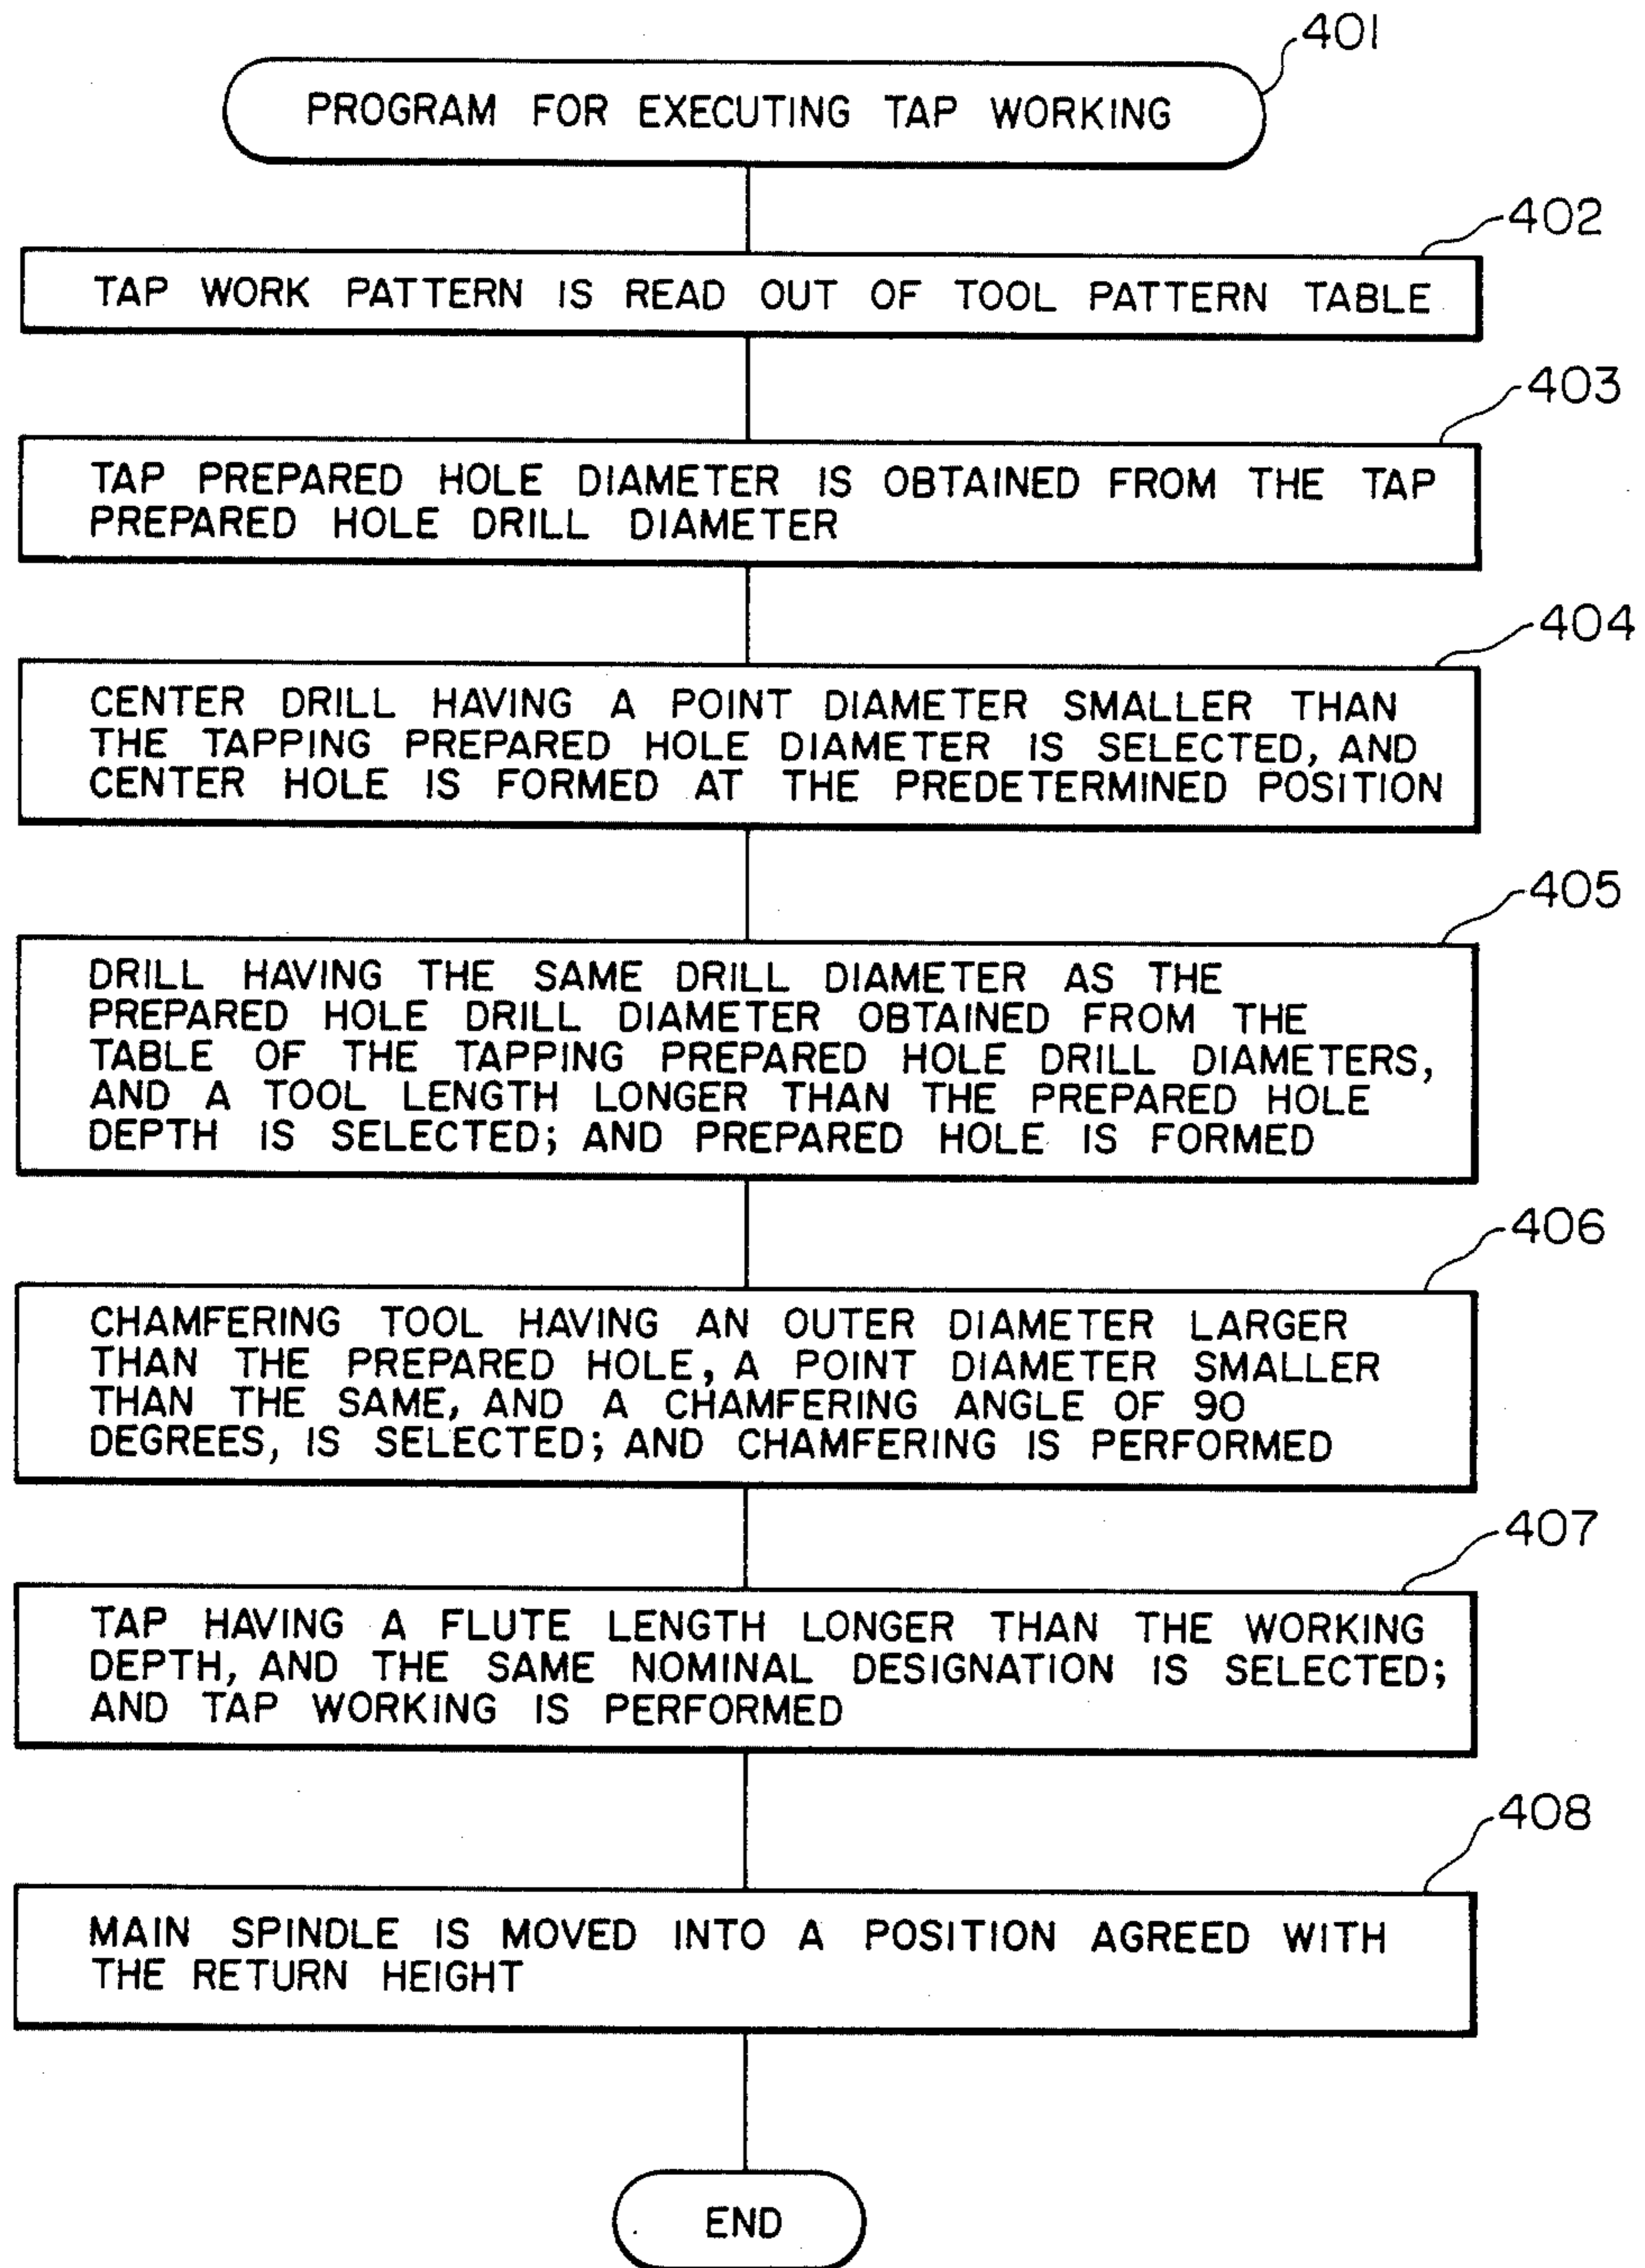 401
PROGRAM FOR EXECUTING TAP WORKING
402
TAP WORK PATTERN IS READ OUT OF TOOL PATTERN TABLE
403
TAP PREPARED HOLE DIAMETER IS OBTAINED FROM THE TAP
PREPARED HOLE DRILL DIAMETER
404
CENTER DRILL HAVING A POINT DIAMETER SMALLER THAN
THE TAPPING PREPARED HOLE DIAMETER IS SELECTED, AND
CENTER HOLE IS FORMED AT THE PREDETERMINED POSITION
405
DRILL HAVING THE SAME DRILL DIAMETER AS THE
PREPARED HOLE DRILL DIAMETER OBTAINED FROM THE
TABLE OF THE TAPPING PREPARED HOLE DRILL DIAMETERS,
AND A TOOL LENGTH LONGER THAN THE PREPARED HOLE
DEPTH IS SELECTED; AND PREPARED HOLE IS FORMED
406
CHAMFERING TOOL HAVING AN OUTER DIAMETER LARGER
THAN THE PREPARED HOLE, A POINT DIAMETER SMALLER
THAN THE SAME, AND A CHAMFERING ANGLE OF 90
DEGREES, IS SELECTED; AND CHAMFERING IS PERFORMED
407
TAP HAVING A FLUTE LENGTH LONGER THAN THE WORKING
DEPTH, AND THE SAME NOMINAL DESIGNATION IS SELECTED;
AND TAP WORKING IS PERFORMED
408
MAIN SPINDLE IS MOVED INTO A POSITION AGREED WITH
THE RETURN HEIGHT
END